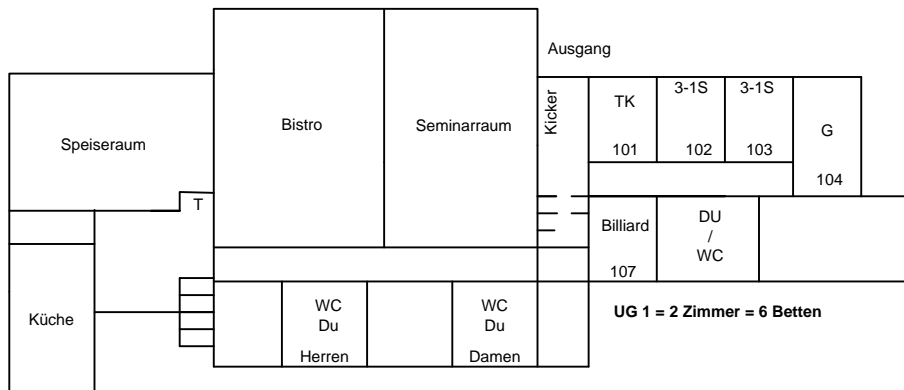 Ausgang
3-1S
3-1S
TK
Kicker
Bistro
Seminarraum
G
Speiseraum
101
102
103
104
T
Billiard
DU
/
WC
107
WC
Du
Herren
WC
Du
Damen
Küche
UG 1 = 2 Zimmer = 6 Betten